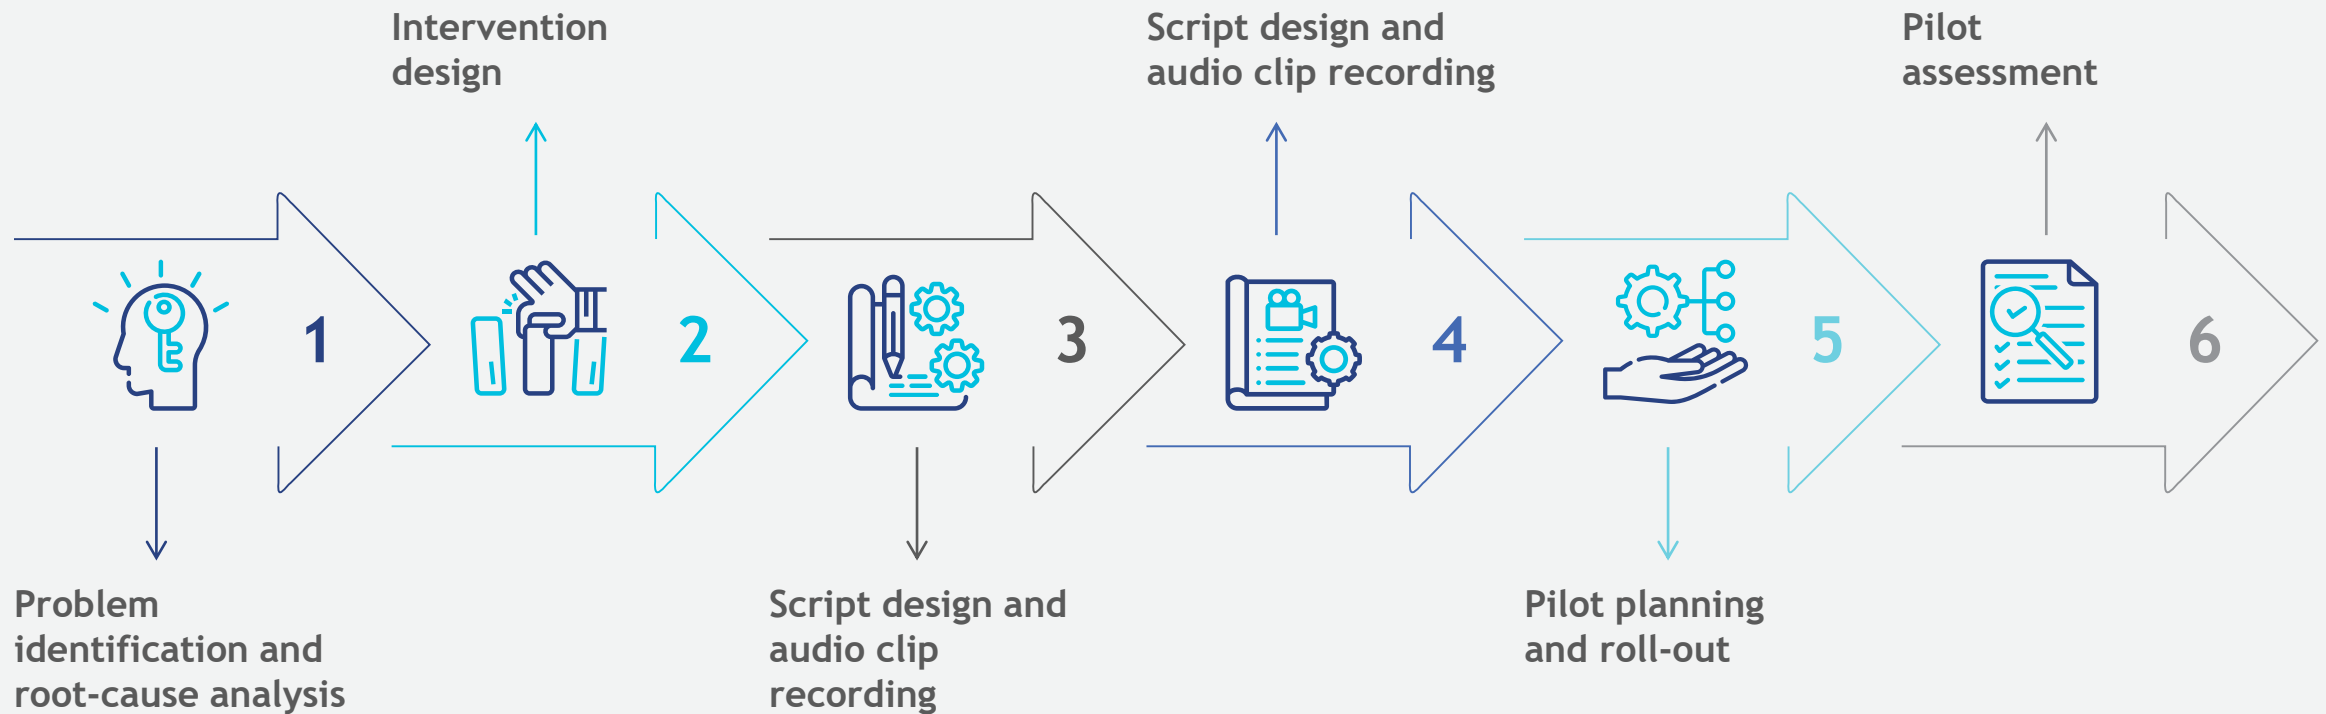 Intervention
design
Script design and
audio clip recording
Pilot
assessment
1
2
3
4
5
6
Problem
identification and
root-cause analysis
Script design and
audio clip
recording
Pilot planning
and roll-out